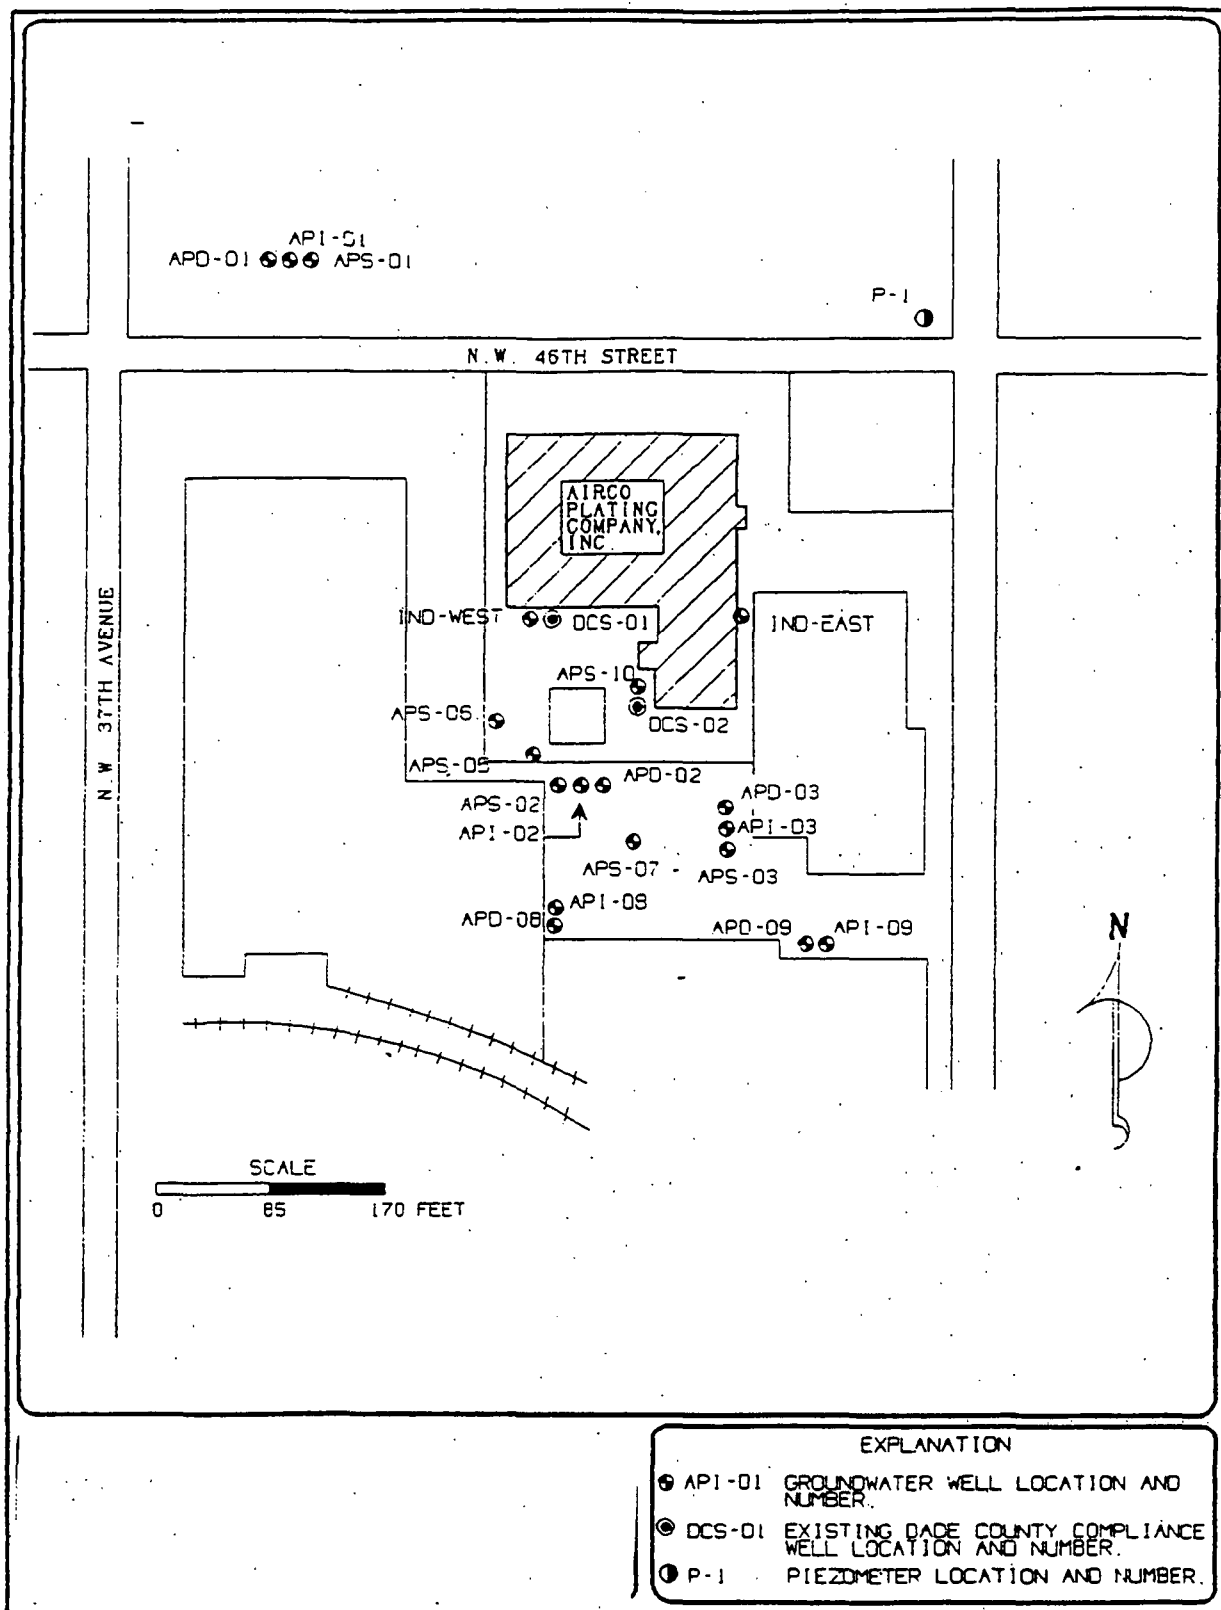 API-01
APD-01
APS-01
P-1
N.W. 46TH STREET
AIRCO
PLATING
COMPANY,
INC
N.W 37TH AVENUE
IND-WEST
DCS-01
IND-EAST
APS-10
APS-06
DCS-02
APS-05
APD-02
APS-02
APD-03
API-02
API-03
APS-07
APS-03
API-08
APD-08
APD-09
API-09
N
SCALE
0 85 170 FEET
EXPLANATION
API-01 GROUNDWATER WELL LOCATION AND
NUMBER.
DCS-01 EXISTING DADE COUNTY COMPLIANCE
WELL LOCATION AND NUMBER.
P-1 PIEZOMETER LOCATION AND NUMBER.